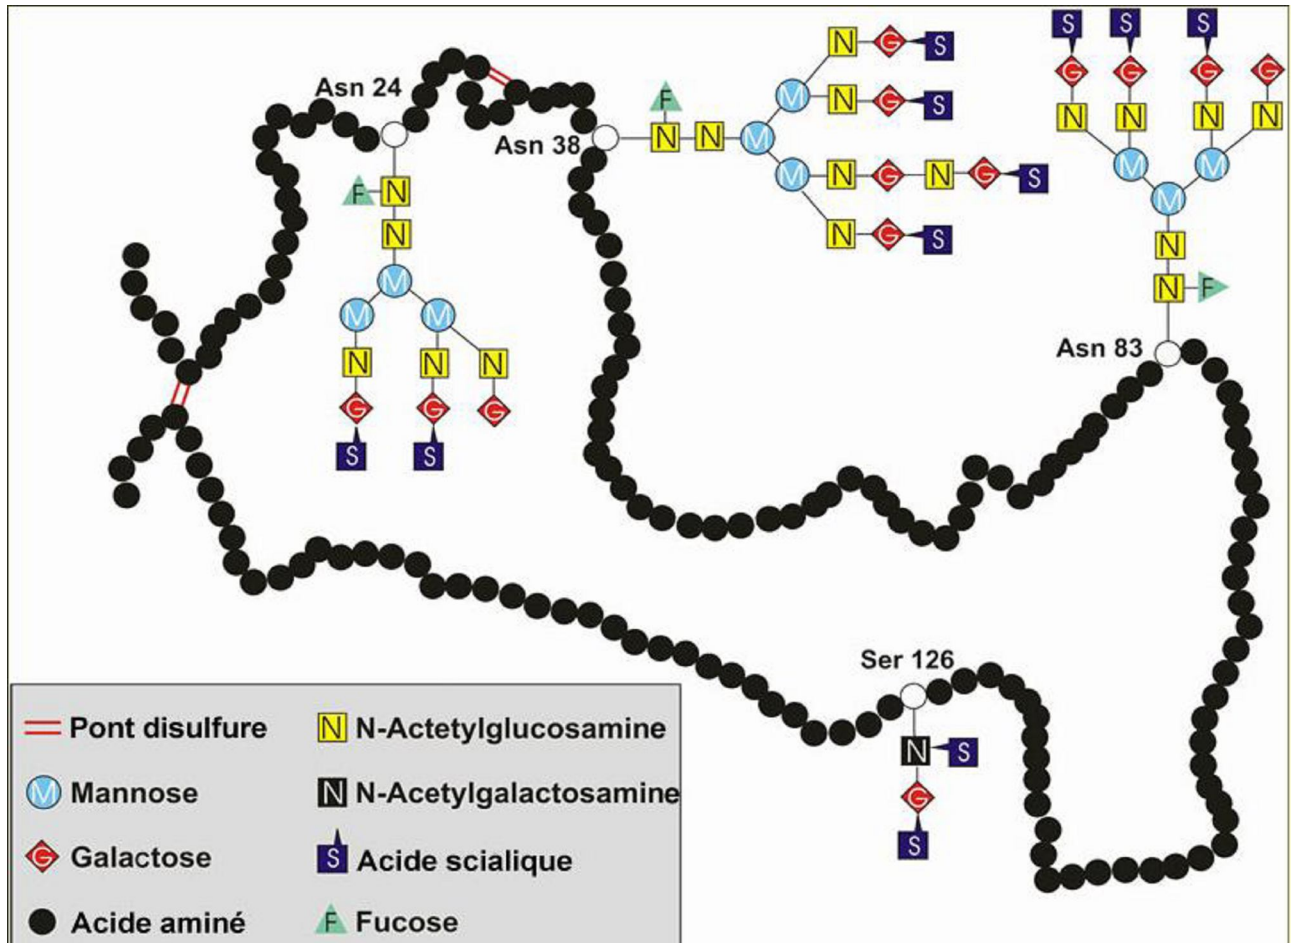 S S S
N G S
Asn 24
G G G G
F
M N G S
N N N N
Asn 38
N N M
M M
M N G N G S
F N
M
N G S
N
N
M
N F
M M
Asn 83
N N N
G G G
S S
Ser 126
N S
G
S
Pont disulfure
N N-Actetylglucosamine
M Mannose
N N-Acetylgalactosamine
G Galactose
S Acide scialique
Acide aminé
F Fucose